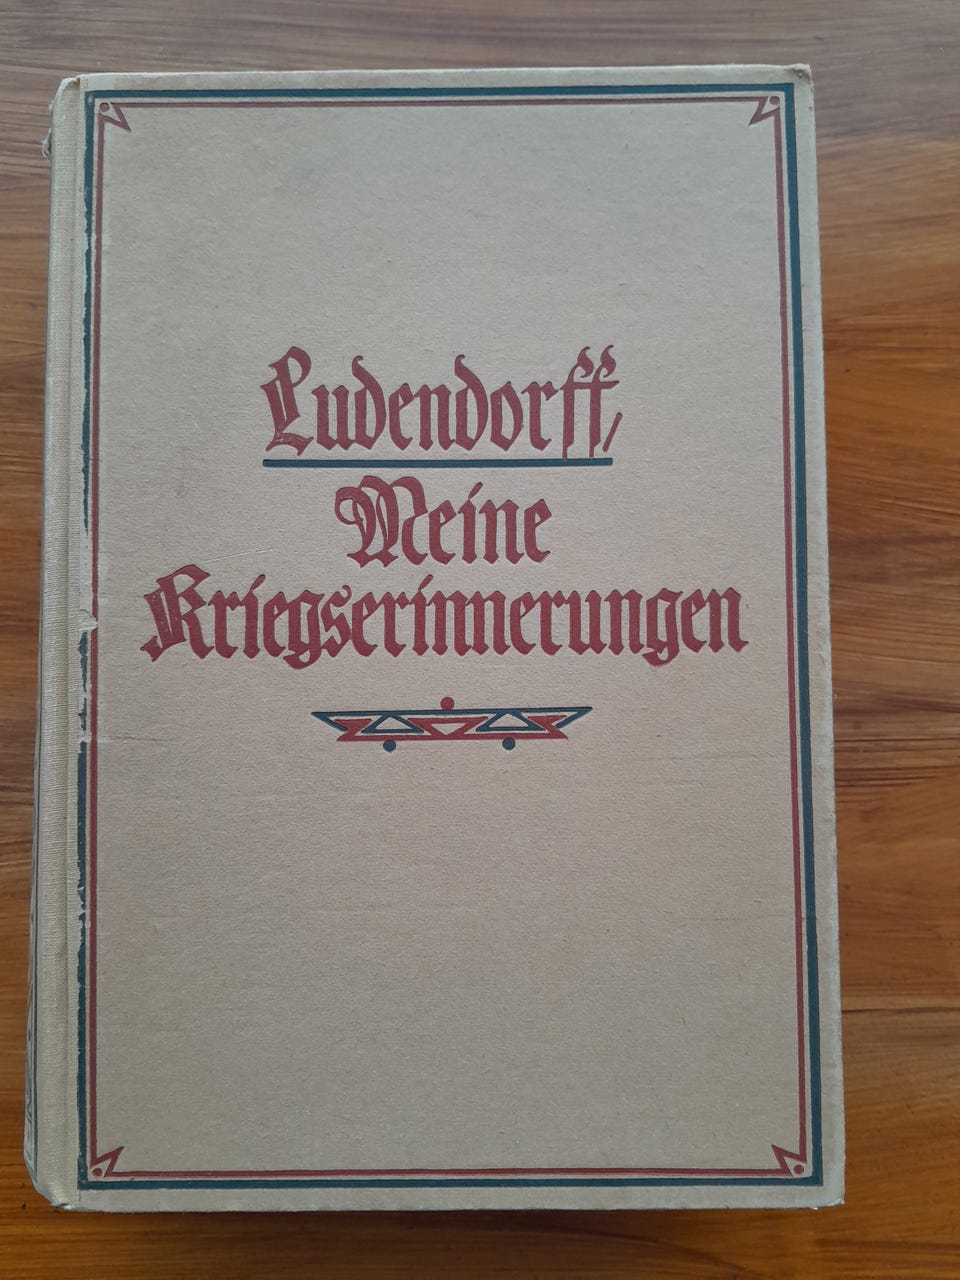 Ludendorff/
Meine
Kriegserinnerungen